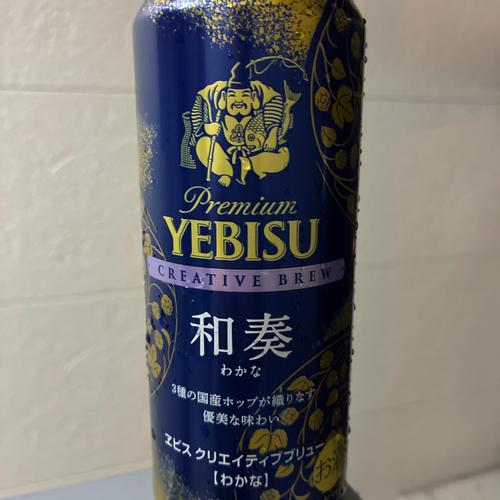 Premium
YEBISU
CREATIVE BREW
和奏
わかな
3種の国産ホップが織りなす
優美な味わい
ヱビス クリエイティブブリュー
【わかな】